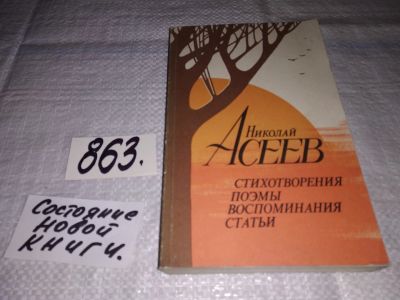 863.
Состояние
новой
книги.
Николай
Асеев
СТИХОТВОРЕНИЯ
ПОЭМЫ
ВОСПОМИНАНИЯ
СТАТЬИ